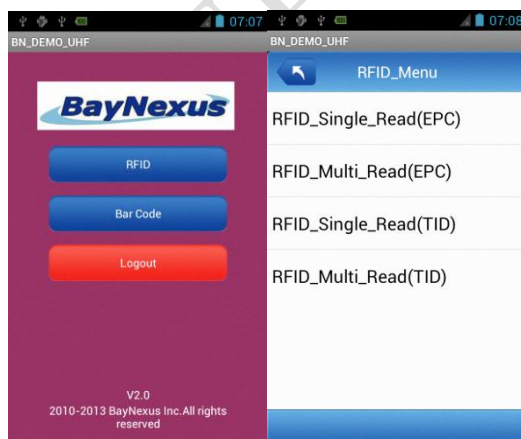 07:07
BN_DEMO_UHF
BayNexus
RFID
Bar Code
Logout
V2.0
2010-2013 BayNexus Inc.All rights
reserved
07:08
BN_DEMO_UHF
RFID_Menu
RFID_Single_Read(EPC)
RFID_Multi_Read(EPC)
RFID_Single_Read(TID)
RFID_Multi_Read(TID)